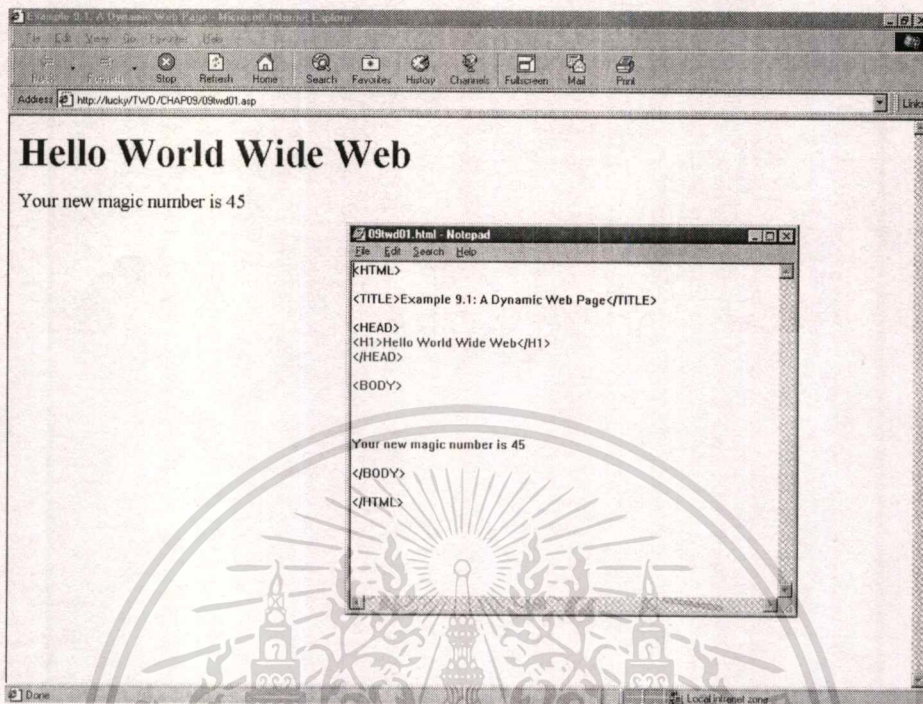 Example 9.1: A Dynamic Web Page - Microsoft Internet Explorer
File Edit View Go Favorites Help
Back Forward Stop Refresh Home Search Favorites History Channels Fullscreen Mail Print
Address http://lucky/TWD/CHAP09/09twd01.asp Links
Hello World Wide Web
Your new magic number is 45
09twd01.html - Notepad
File Edit Search Help
<HTML>
<TITLE>Example 9.1: A Dynamic Web Page</TITLE>
<HEAD>
<H1>Hello World Wide Web</H1>
</HEAD>
<BODY>
Your new magic number is 45
</BODY>
</HTML>
Done Local intranet zone